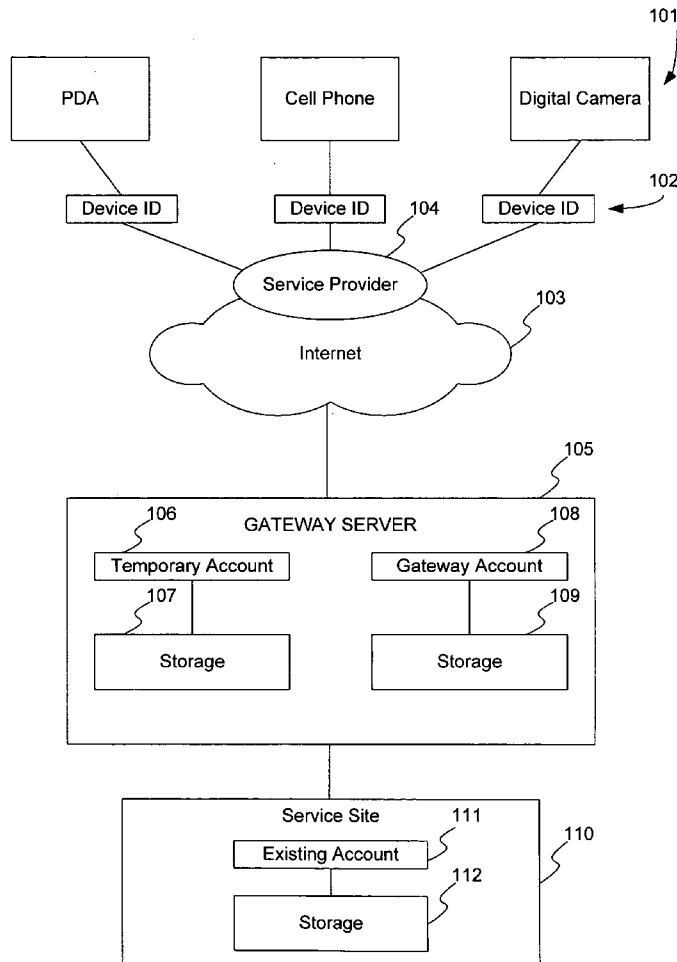 101
PDA
Cell Phone
Digital Camera
102
Device ID
Device ID
Device ID
104
Service Provider
103
Internet
105
GATEWAY SERVER
106
108
Temporary Account
Gateway Account
107
109
Storage
Storage
Service Site
111
110
Existing Account
112
Storage